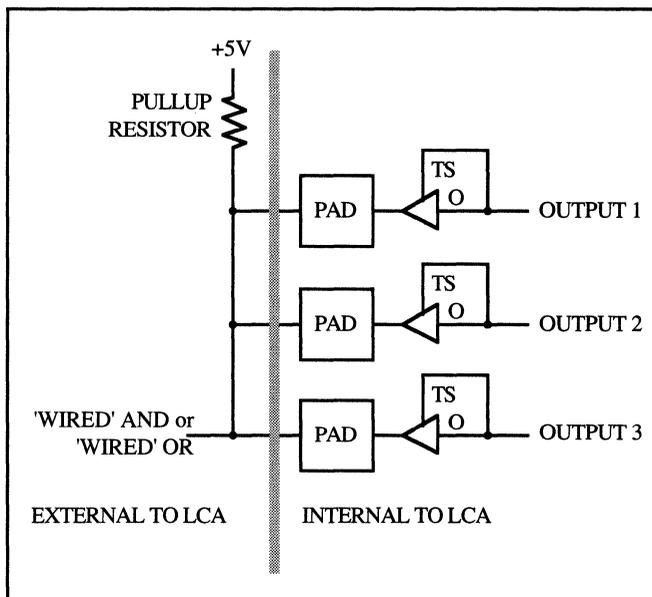 +5V
PULLUP
RESISTOR
TS
PAD
O
OUTPUT 1
TS
PAD
O
OUTPUT 2
TS
'WIRED' AND or
'WIRED' OR
PAD
O
OUTPUT 3
EXTERNAL TO LCA
INTERNAL TO LCA